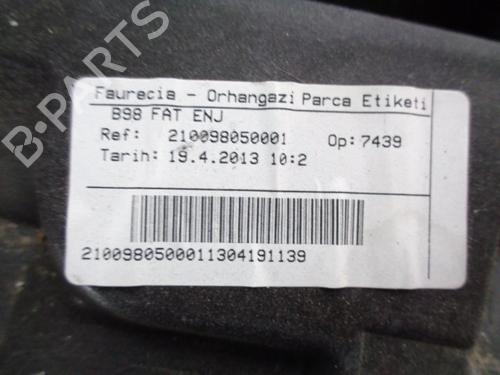 B-PARTS
Faurecia - Orhangazi Parca Etiketi
B98 FAT ENJ
Ref: 210098050001 Op: 7439
Tarih: 19.4.2013 10:2
2100980500011304191139